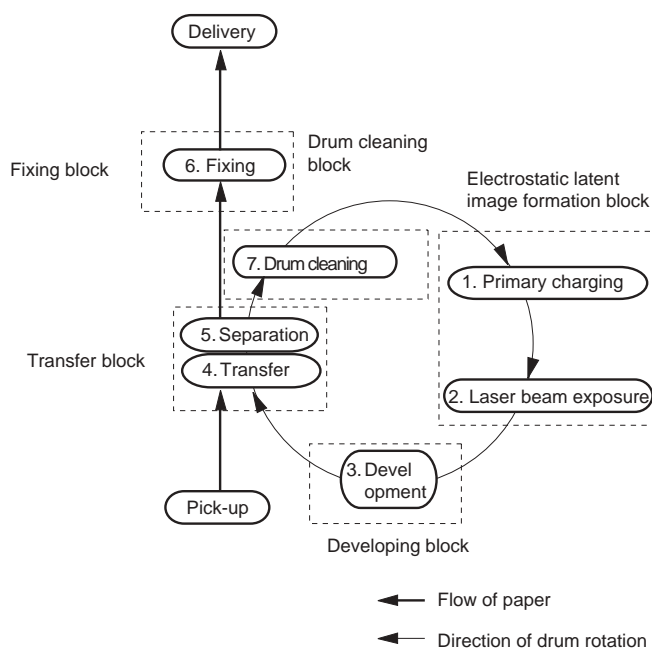 Delivery
Drum cleaning
block
Fixing block
6. Fixing
Electrostatic latent
image formation block
7. Drum cleaning
1. Primary charging
5. Separation
Transfer block
4. Transfer
2. Laser beam exposure
3. Devel
opment
Pick-up
Developing block
Flow of paper
Direction of drum rotation